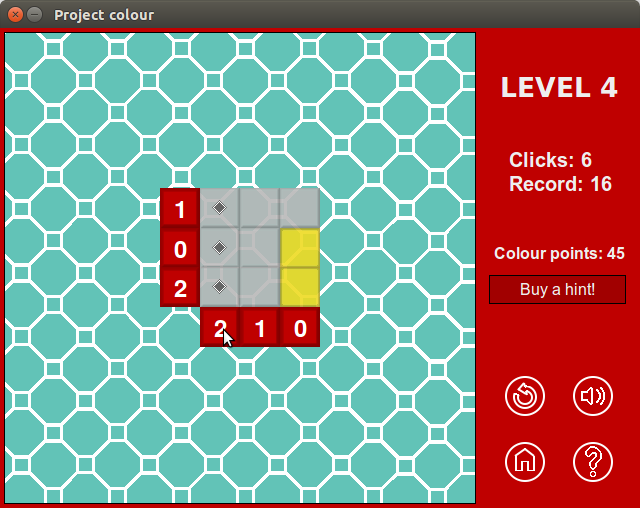 Project colour
LEVEL 4
Clicks: 6
Record: 16
1
0
2
2 1 0
Colour points: 45
Buy a hint!
?